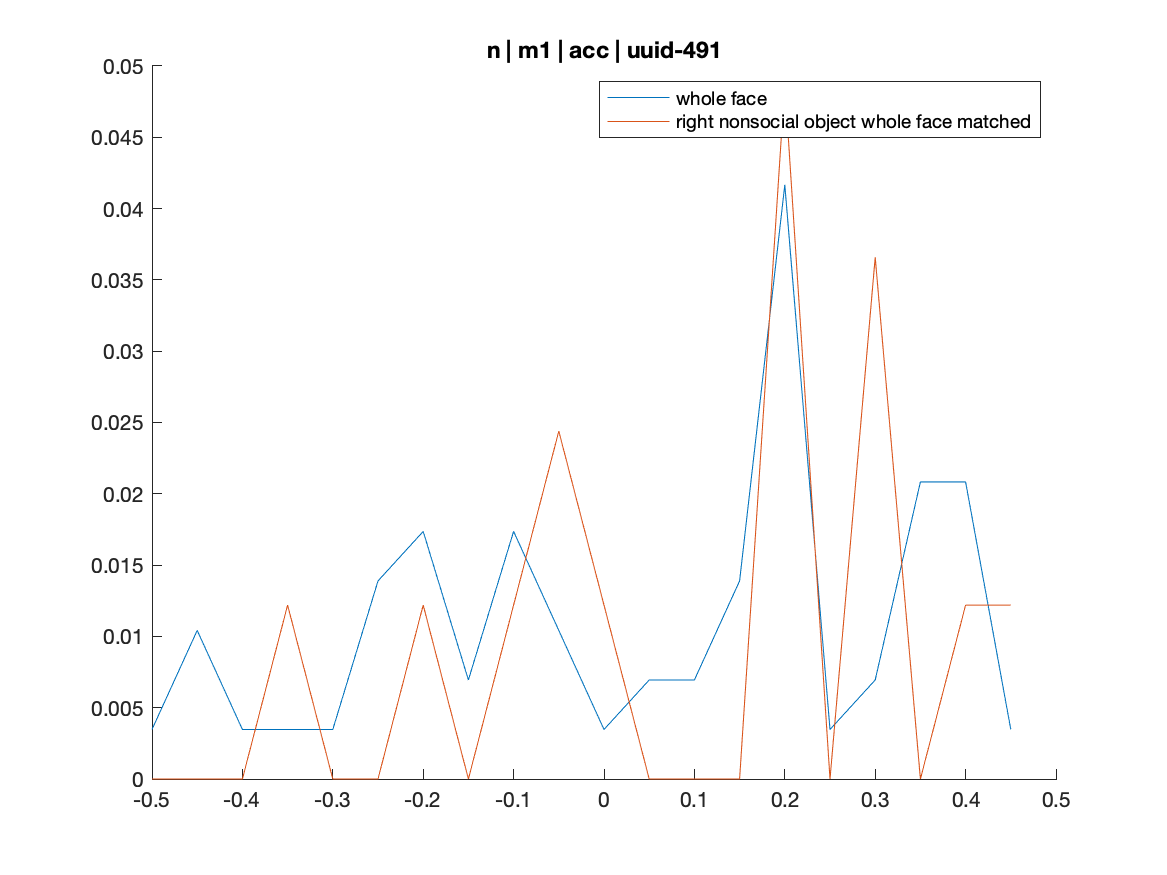 n | m1 | acc | uuid-491
whole face
right nonsocial object whole face matched
0.05
0.045
0.04
0.035
0.03
0.025
0.02
0.015
0.01
0.005
0
-0.5 -0.4 -0.3 -0.2 -0.1 0 0.1 0.2 0.3 0.4 0.5